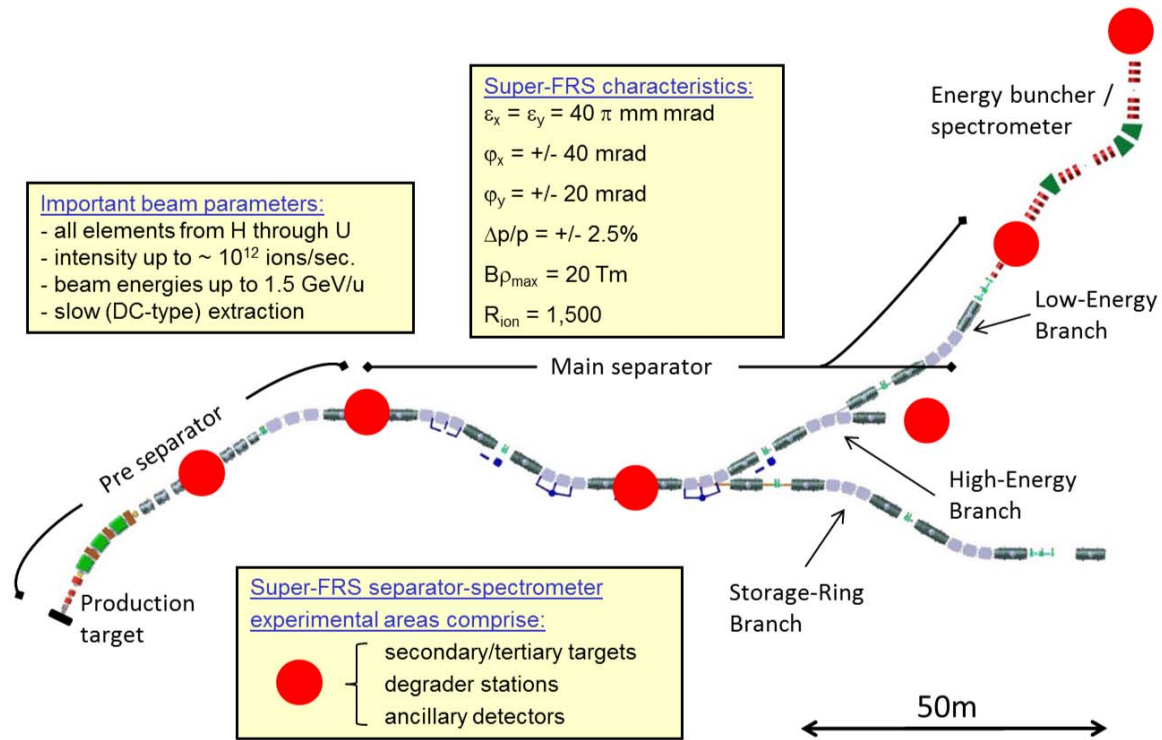 Super-FRS characteristics:
εx = εy = 40 π mm mrad
φx = +/- 40 mrad
φy = +/- 20 mrad
Δp/p = +/- 2.5%
Bρmax = 20 Tm
Rion = 1,500
Energy buncher /
spectrometer
Important beam parameters:
- all elements from H through U
- intensity up to ~ 10¹² ions/sec.
- beam energies up to 1.5 GeV/u
- slow (DC-type) extraction
Low-Energy
Branch
Main separator
Pre separator
High-Energy
Branch
Storage-Ring
Branch
Production
target
Super-FRS separator-spectrometer
experimental areas comprise:
secondary/tertiary targets
degrader stations
ancillary detectors
50m